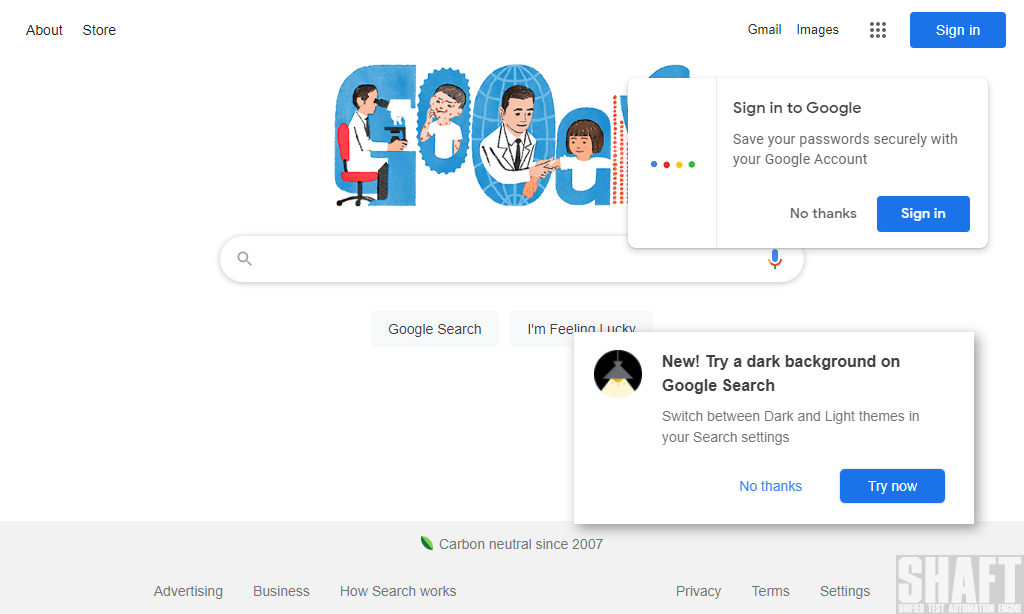 About Store Gmail Images Sign in
Google
Sign in to Google
Save your passwords securely with
your Google Account
No thanks Sign in
Google Search I'm Feeling Lucky
New! Try a dark background on
Google Search
Switch between Dark and Light themes in
your Search settings
No thanks Try now
Carbon neutral since 2007
Advertising Business How Search works Privacy Terms Settings
SHAFT
UNIFIED TEST AUTOMATION ENGINE